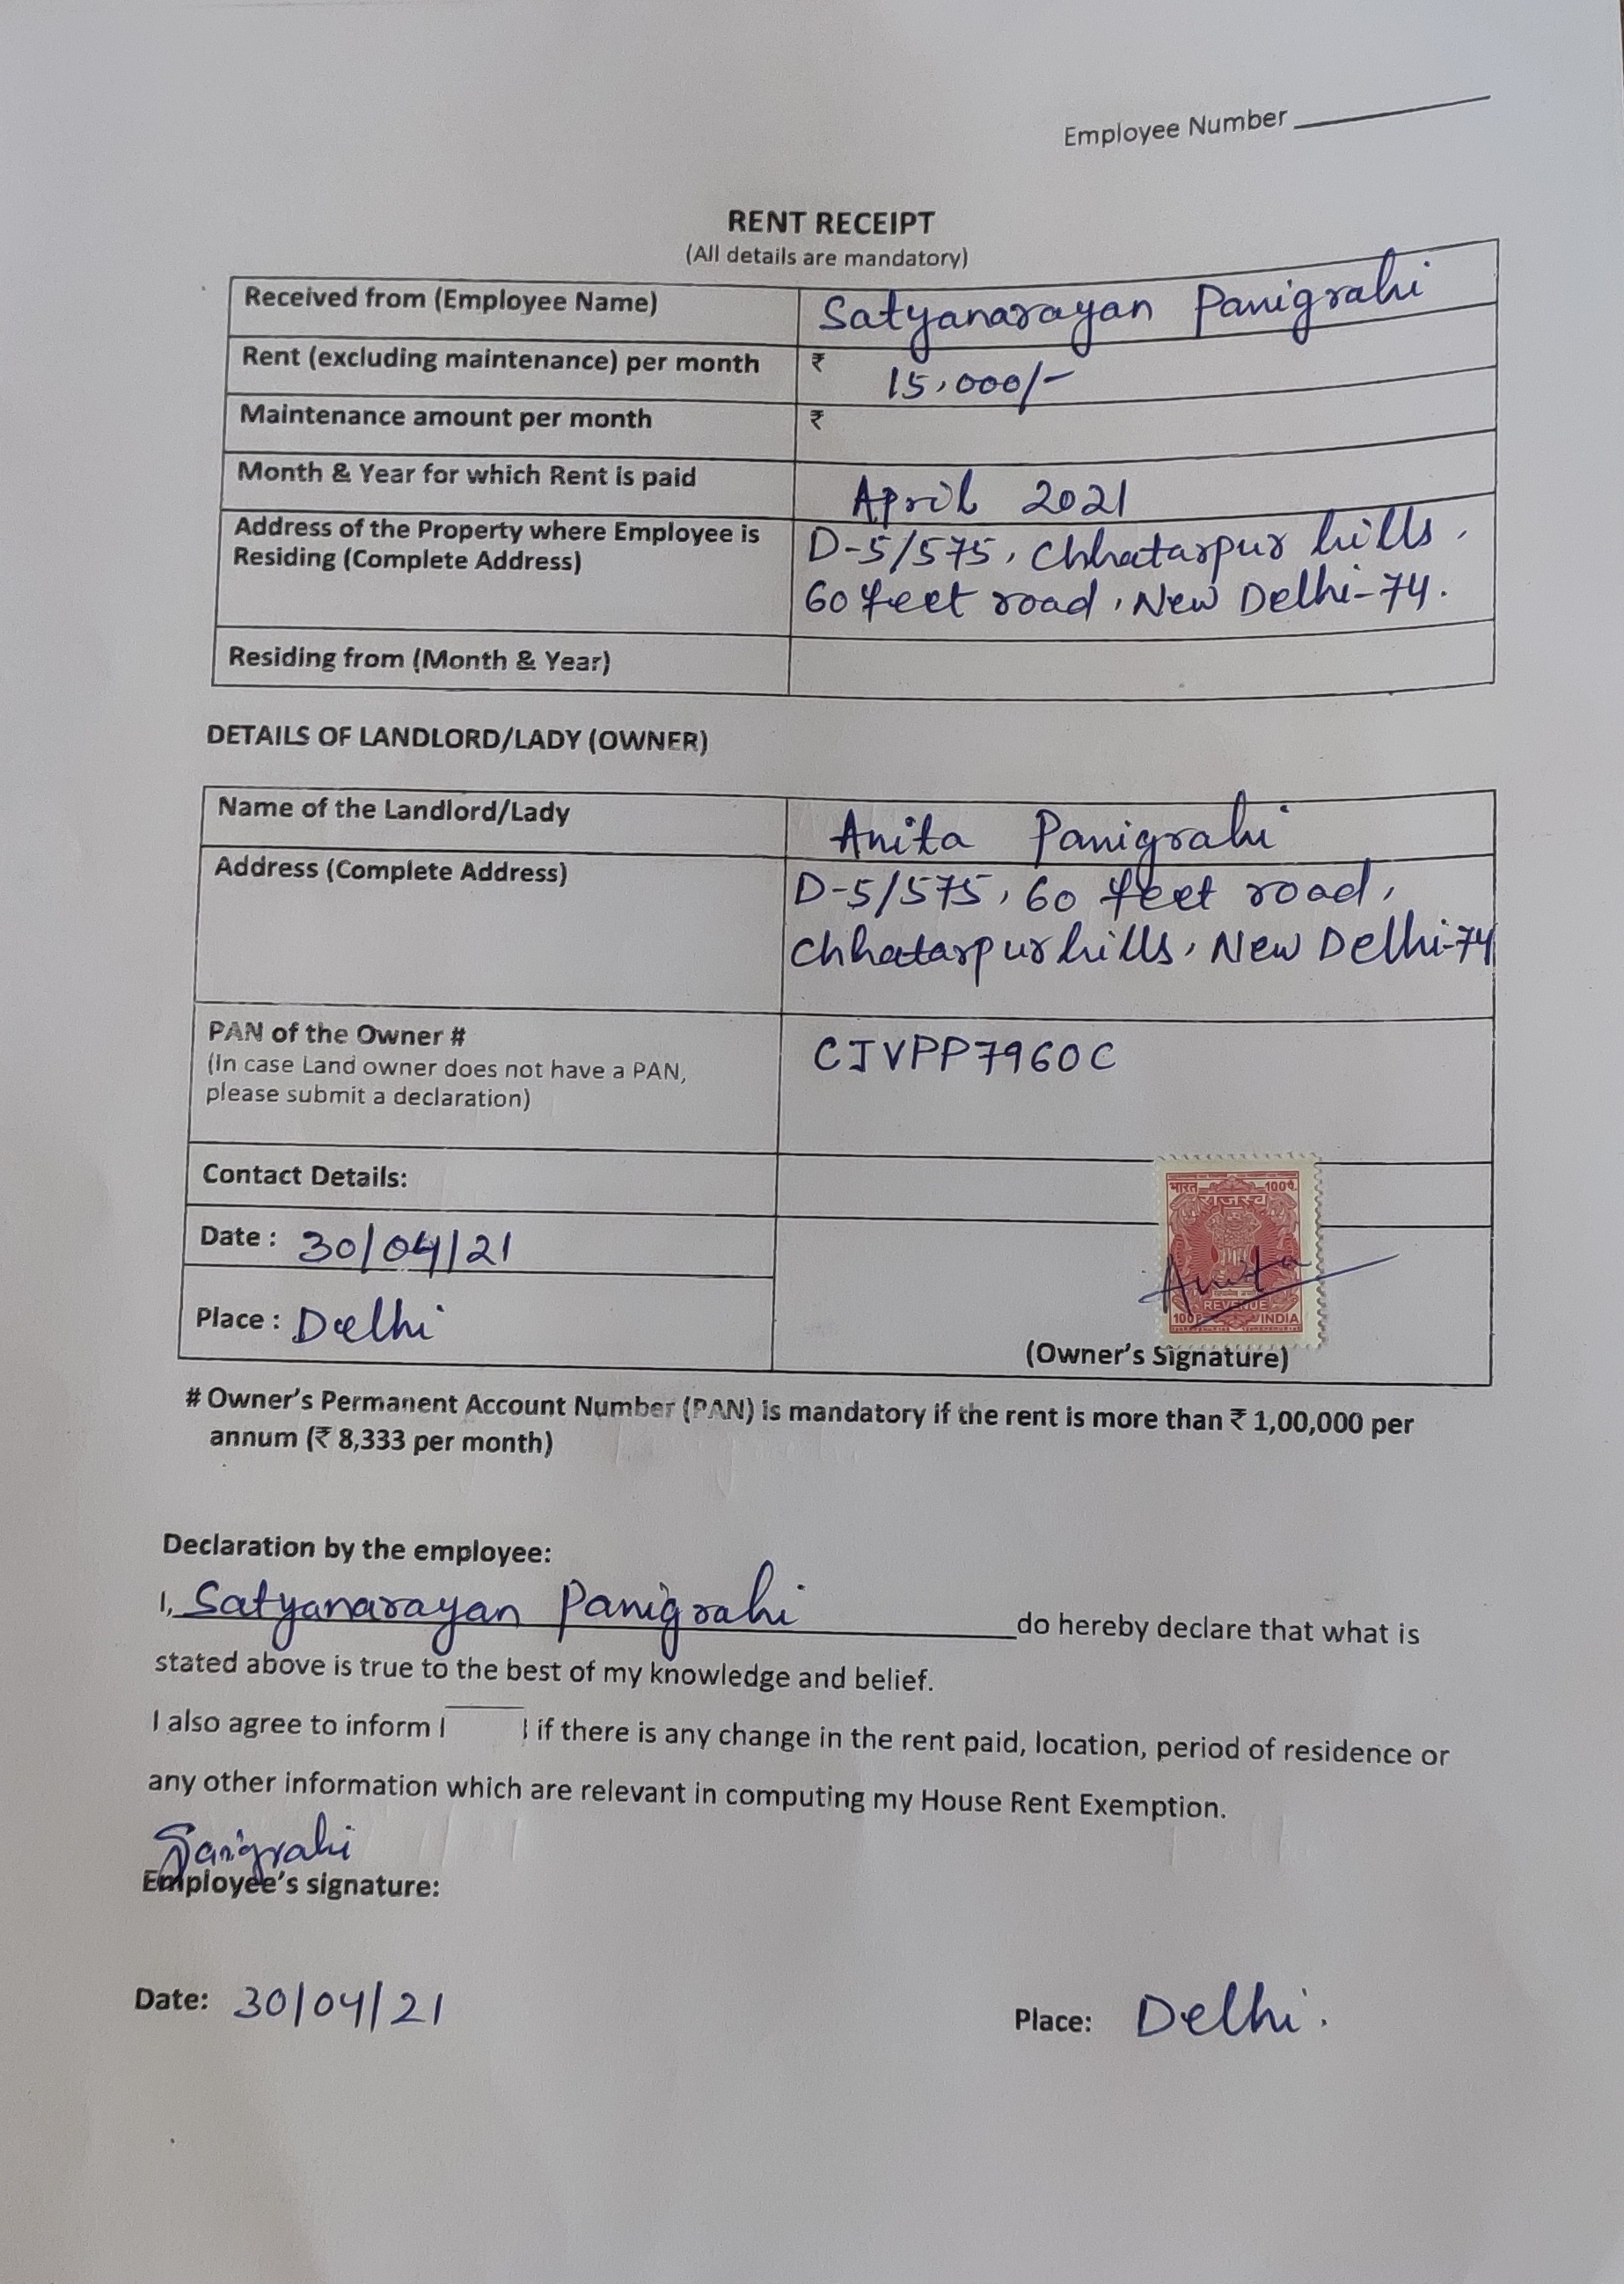 Employee Number
RENT RECEIPT
(All details are mandatory)
Received from (Employee Name) Satyanarayan Panigrahi
Rent (excluding maintenance) per month ₹ 15,000/-
Maintenance amount per month ₹
Month & Year for which Rent is paid April 2021
Address of the Property where Employee is D-5/575, Chhatarpur hills,
Residing (Complete Address) 60 feet road, New Delhi-74.
Residing from (Month & Year)
DETAILS OF LANDLORD/LADY (OWNER)
Name of the Landlord/Lady Anita Panigrahi
Address (Complete Address) D-5/575, 60 feet road,
Chhatarpur hills, New Delhi-74
PAN of the Owner # CJVPP7960C
(In case Land owner does not have a PAN,
please submit a declaration)
Contact Details:
भारत 100पै.
राजस्व
Date : 30/04/21
Anita
REVENUE
100P INDIA
Place : Delhi
(Owner's Signature)
# Owner's Permanent Account Number (PAN) is mandatory if the rent is more than ₹ 1,00,000 per
annum (₹ 8,333 per month)
Declaration by the employee:
I, Satyanarayan Panigrahi do hereby declare that what is
stated above is true to the best of my knowledge and belief.
I also agree to inform if there is any change in the rent paid, location, period of residence or
any other information which are relevant in computing my House Rent Exemption.
Panigrahi
Employee's signature:
Date: 30/04/21 Place: Delhi.